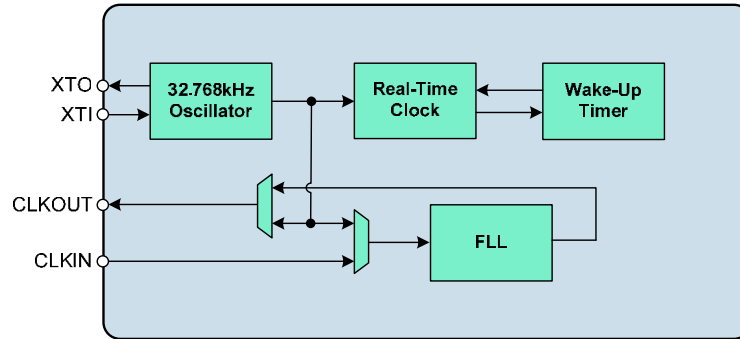 XTO
XTI
32.768kHz
Oscillator
Real-Time
Clock
Wake-Up
Timer
CLKOUT
CLKIN
FLL